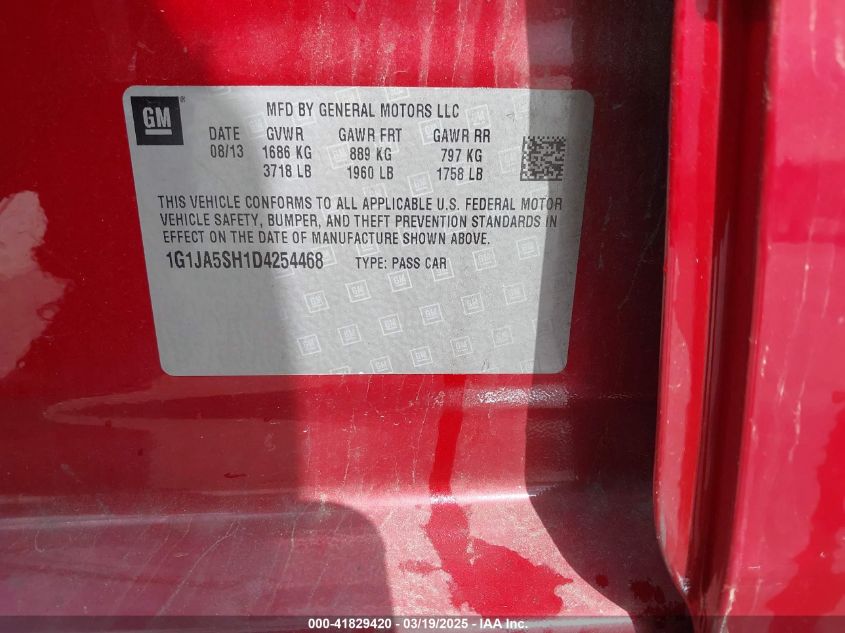 GM
MFD BY GENERAL MOTORS LLC
DATE GVWR GAWR FRT GAWR RR
08/13 1686 KG 889 KG 797 KG
3718 LB 1960 LB 1758 LB
THIS VEHICLE CONFORMS TO ALL APPLICABLE U.S. FEDERAL MOTOR
VEHICLE SAFETY, BUMPER, AND THEFT PREVENTION STANDARDS IN
EFFECT ON THE DATE OF MANUFACTURE SHOWN ABOVE.
1G1JA5SH1D4254468 TYPE: PASS CAR
000-41829420 - 03/19/2025 - IAA Inc.